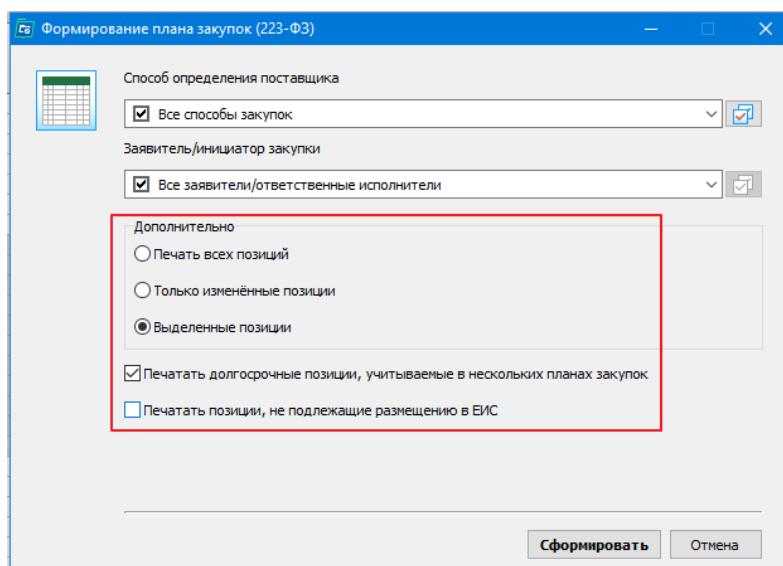 Формирование плана закупок (223-ФЗ)
Способ определения поставщика
Все способы закупок
Заявитель/инициатор закупки
Все заявители/ответственные исполнители
Дополнительно
Печать всех позиций
Только изменённые позиции
Выделенные позиции
Печатать долгосрочные позиции, учитываемые в нескольких планах закупок
Печатать позиции, не подлежащие размещению в ЕИС
Сформировать Отмена